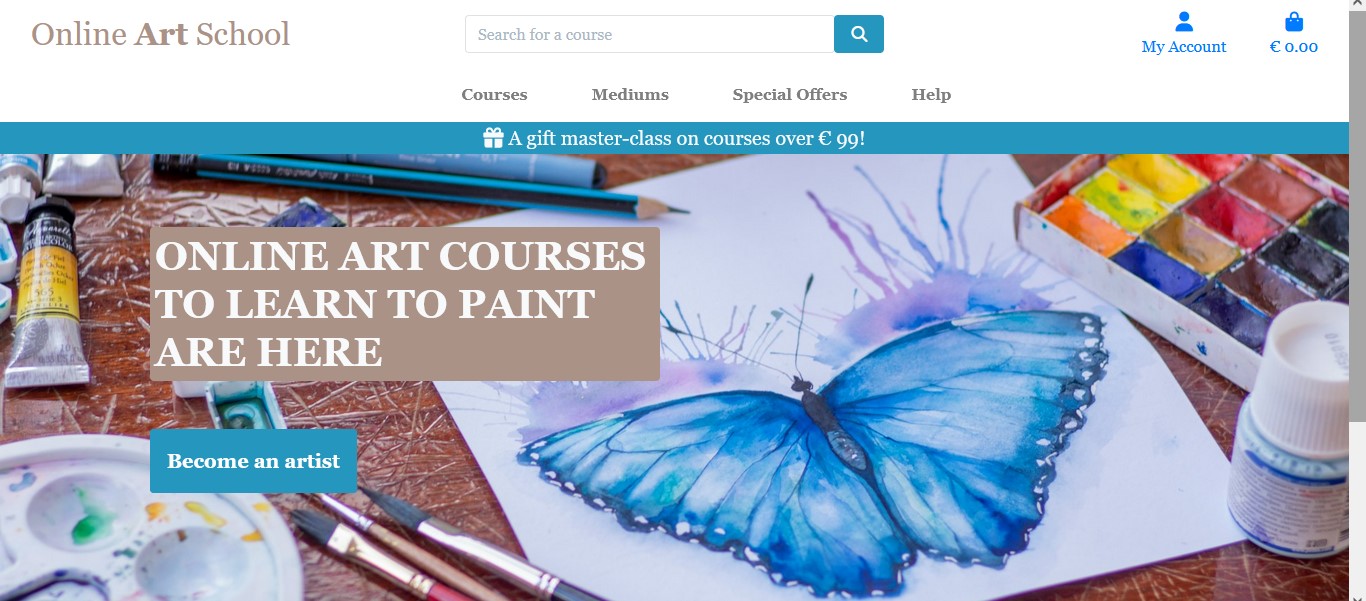 Online Art School
Search for a course
My Account
€ 0.00
Courses
Mediums
Special Offers
Help
A gift master-class on courses over € 99!
ONLINE ART COURSES
TO LEARN TO PAINT
ARE HERE
Become an artist